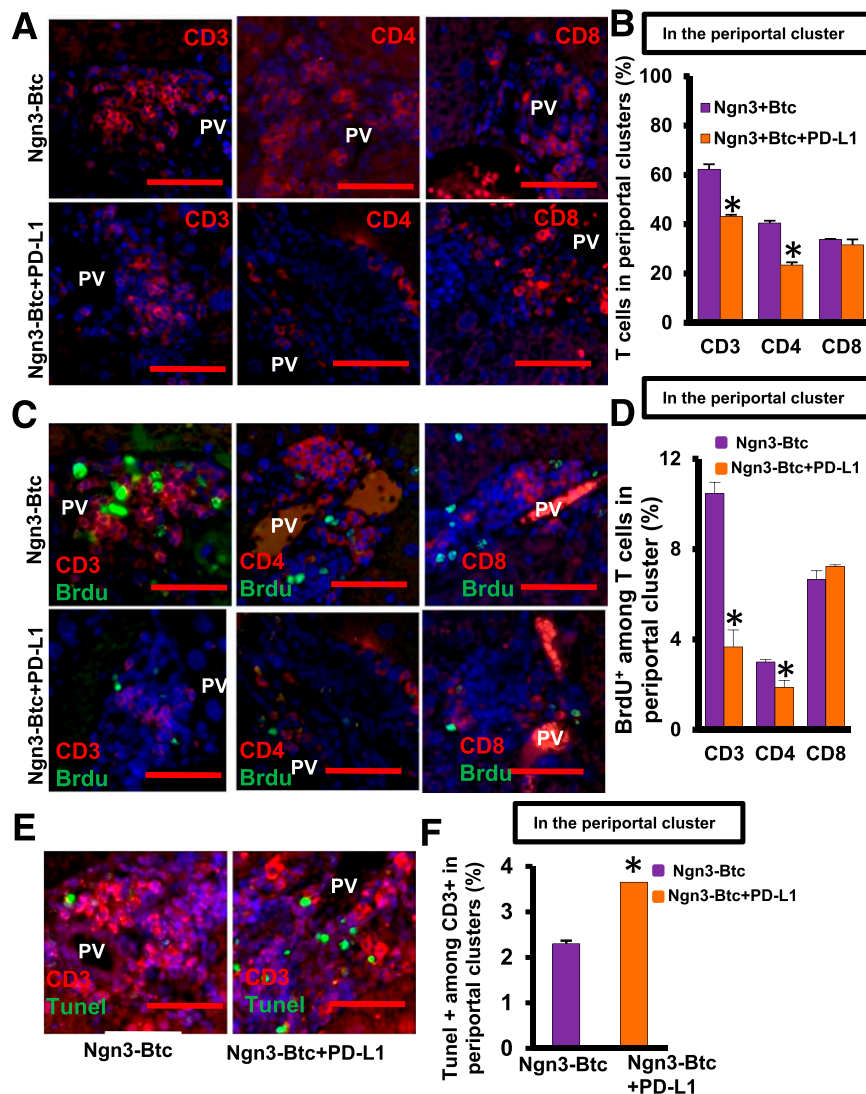 A
Ngn3-Btc
CD3
PV
CD4
PV
CD8
PV
Ngn3-Btc+PD-L1
CD3
PV
CD4
PV
CD8
PV
B
In the periportal cluster
T cells in periportal clusters (%)
100
80
60
40
20
0
Ngn3+Btc
Ngn3+Btc+PD-L1
*
*
CD3 CD4 CD8
C
Ngn3-Btc
PV
CD3
Brdu
PV
CD4
Brdu
PV
CD8
Brdu
Ngn3-Btc+PD-L1
PV
CD3
Brdu
CD4
Brdu
PV
PV
CD8
Brdu
D
In the periportal cluster
BrdU+ among T cells in
periportal cluster (%)
12
8
4
0
Ngn3-Btc
Ngn3-Btc+PD-L1
*
*
CD3 CD4 CD8
E
PV
CD3
Tunel
Ngn3-Btc
PV
CD3
Tunel
Ngn3-Btc+PD-L1
F
In the periportal cluster
Tunel + among CD3+ in
periportal clusters (%)
4
3
2
1
0
*
Ngn3-Btc
Ngn3-Btc+PD-L1
Ngn3-Btc
Ngn3-Btc
+PD-L1